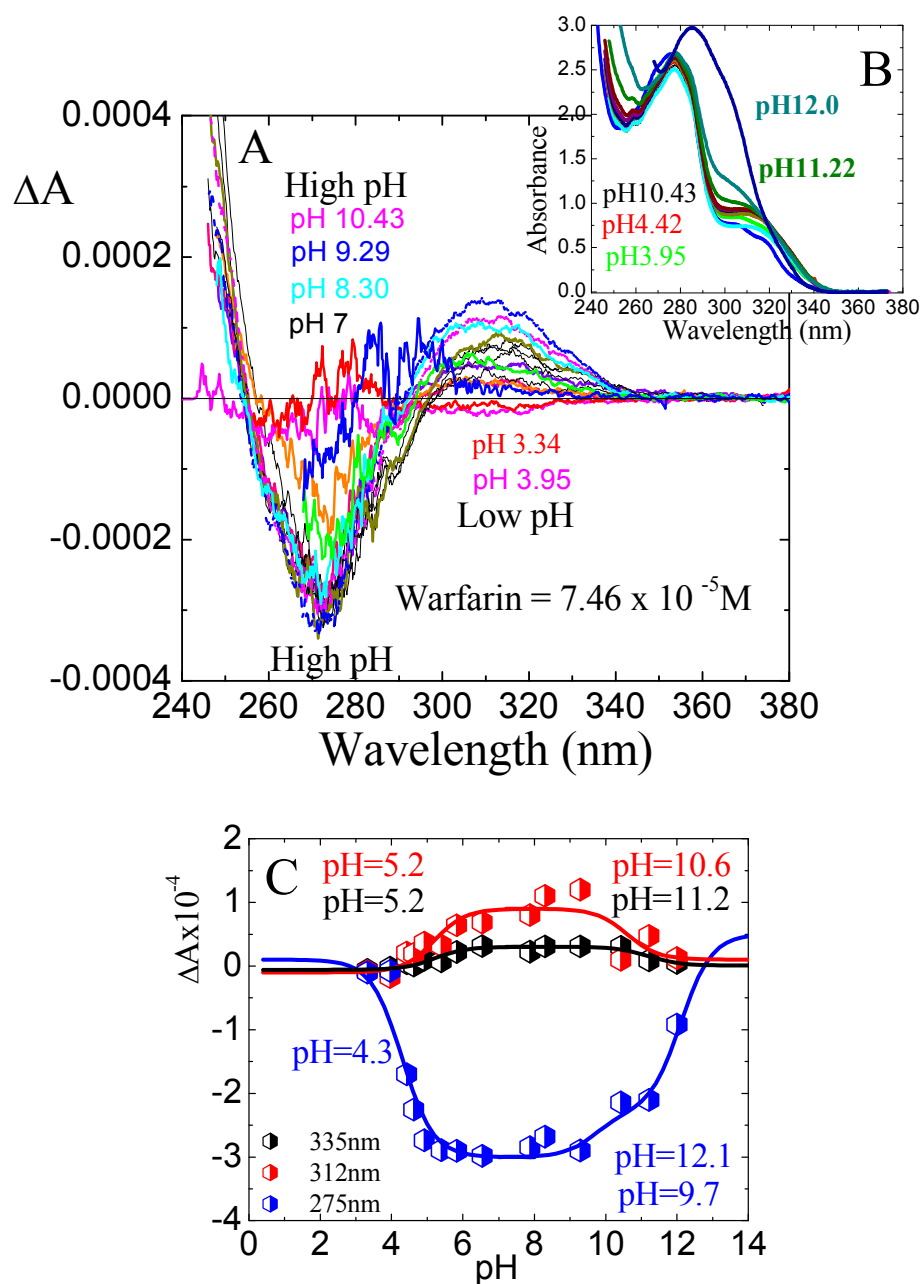 A
ΔA
High pH
pH 10.43
pH 9.29
pH 8.30
pH 7
0.0004
0.0002
0.0000
-0.0002
-0.0004
pH 3.34
pH 3.95
Low pH
Warfarin = 7.46 x 10 -5M
High pH
240 260 280 300 320 340 360 380
Wavelength (nm)
B
Absorbance
3.0
2.5
2.0
1.5
1.0
0.5
0.0
pH12.0
pH11.22
pH10.43
pH4.42
pH3.95
240 260 280 300 320 340 360 380
Wavelength (nm)
C
ΔAx10-4
2
1
0
-1
-2
-3
-4
pH=5.2
pH=5.2
pH=10.6
pH=11.2
pH=4.3
pH=12.1
pH=9.7
335nm
312nm
275nm
0 2 4 6 8 10 12 14
pH